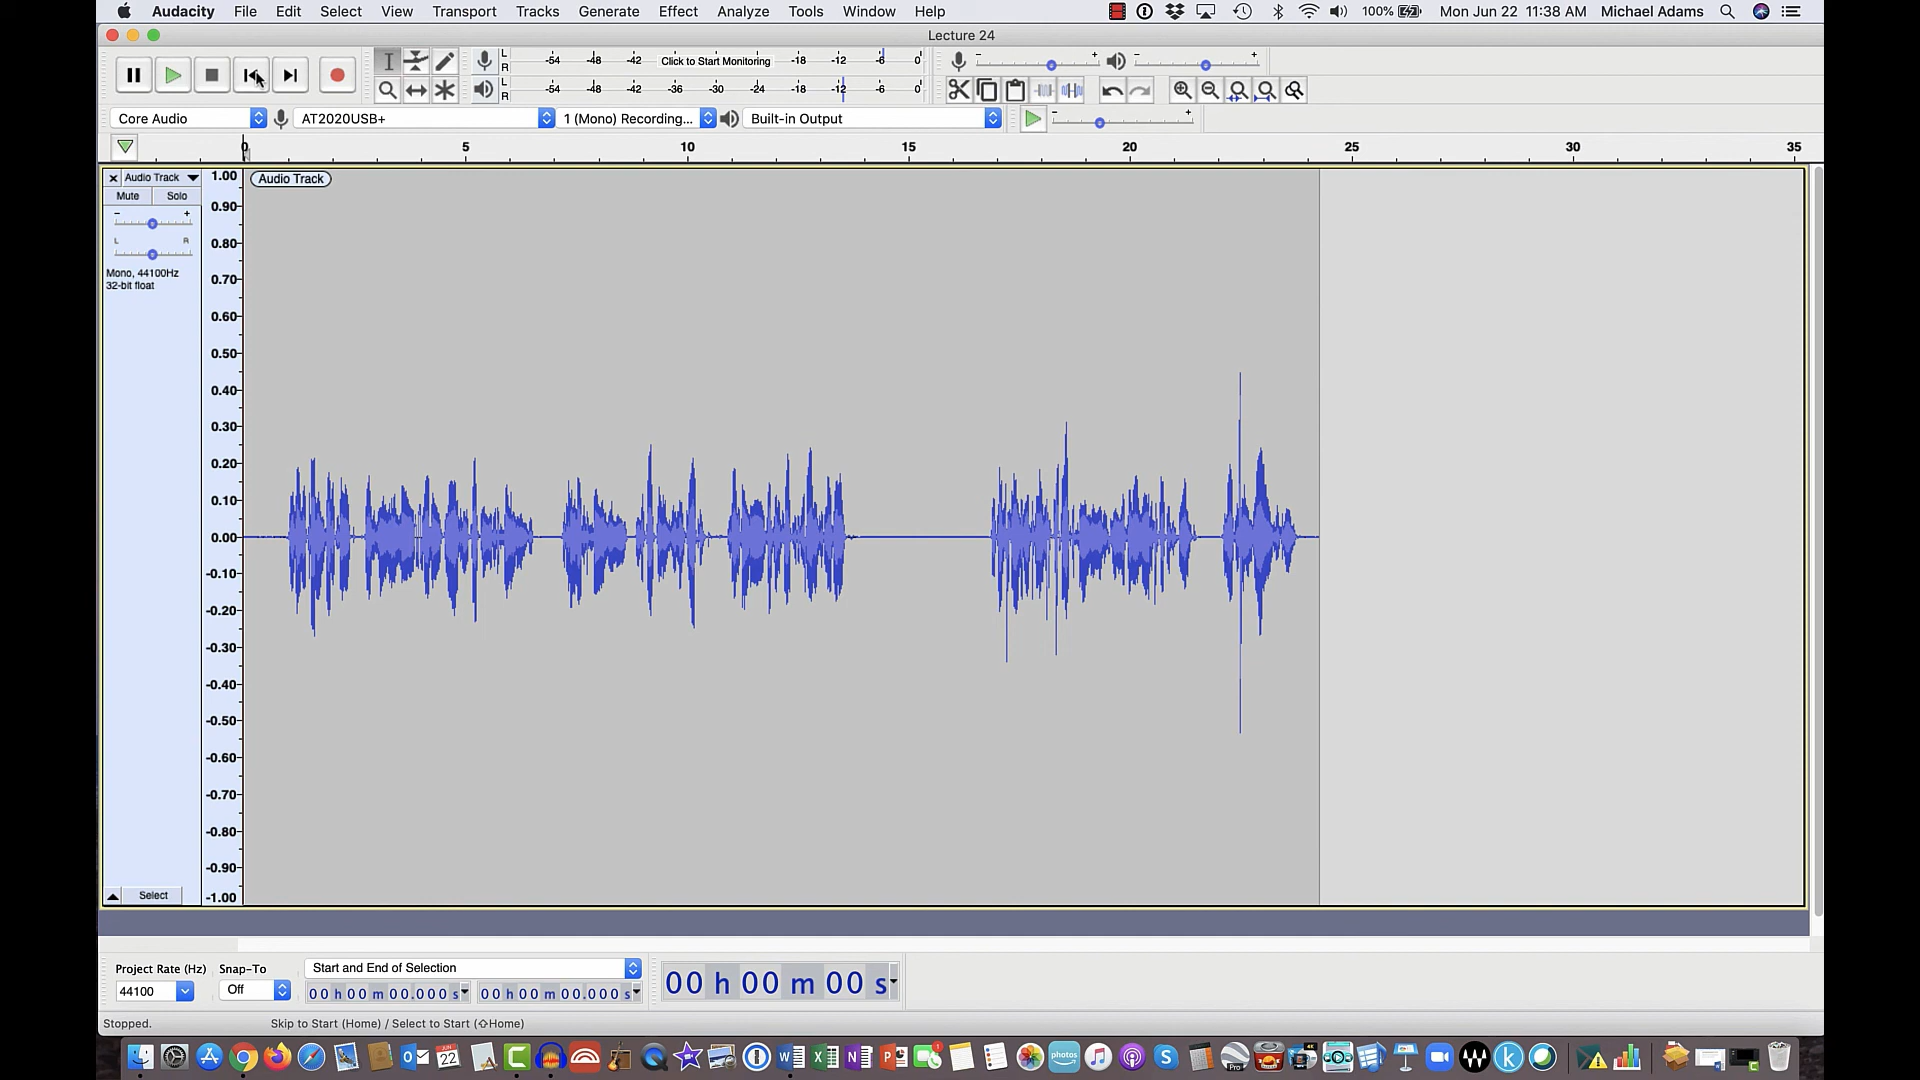 Audacity File Edit Select View Transport Tracks Generate Effect Analyze Tools Window Help 100% Mon Jun 22 11:38 AM Michael Adams
Lecture 24
L R -54 -48 -42 Click to Start Monitoring -18 -12 -6 0 - + - +
L R -54 -48 -42 -36 -30 -24 -18 -12 -6 0
Core Audio AT2020USB+ 1 (Mono) Recording... Built-in Output - +
0 5 10 15 20 25 30 35
× Audio Track 1.00 Audio Track
Mute Solo
0.90
- +
L R 0.80
Mono, 44100Hz 0.70
32-bit float
0.60
0.50
0.40
0.30
0.20
0.10
0.00
-0.10
-0.20
-0.30
-0.40
-0.50
-0.60
-0.70
-0.80
-0.90
Select -1.00
Project Rate (Hz) Snap-To Start and End of Selection
44100 Off 00 h 00 m 00.000 s 00 h 00 m 00.000 s 00 h 00 m 00 s
Stopped. Skip to Start (Home) / Select to Start (⇧Home)
JUN 22 photos Pro